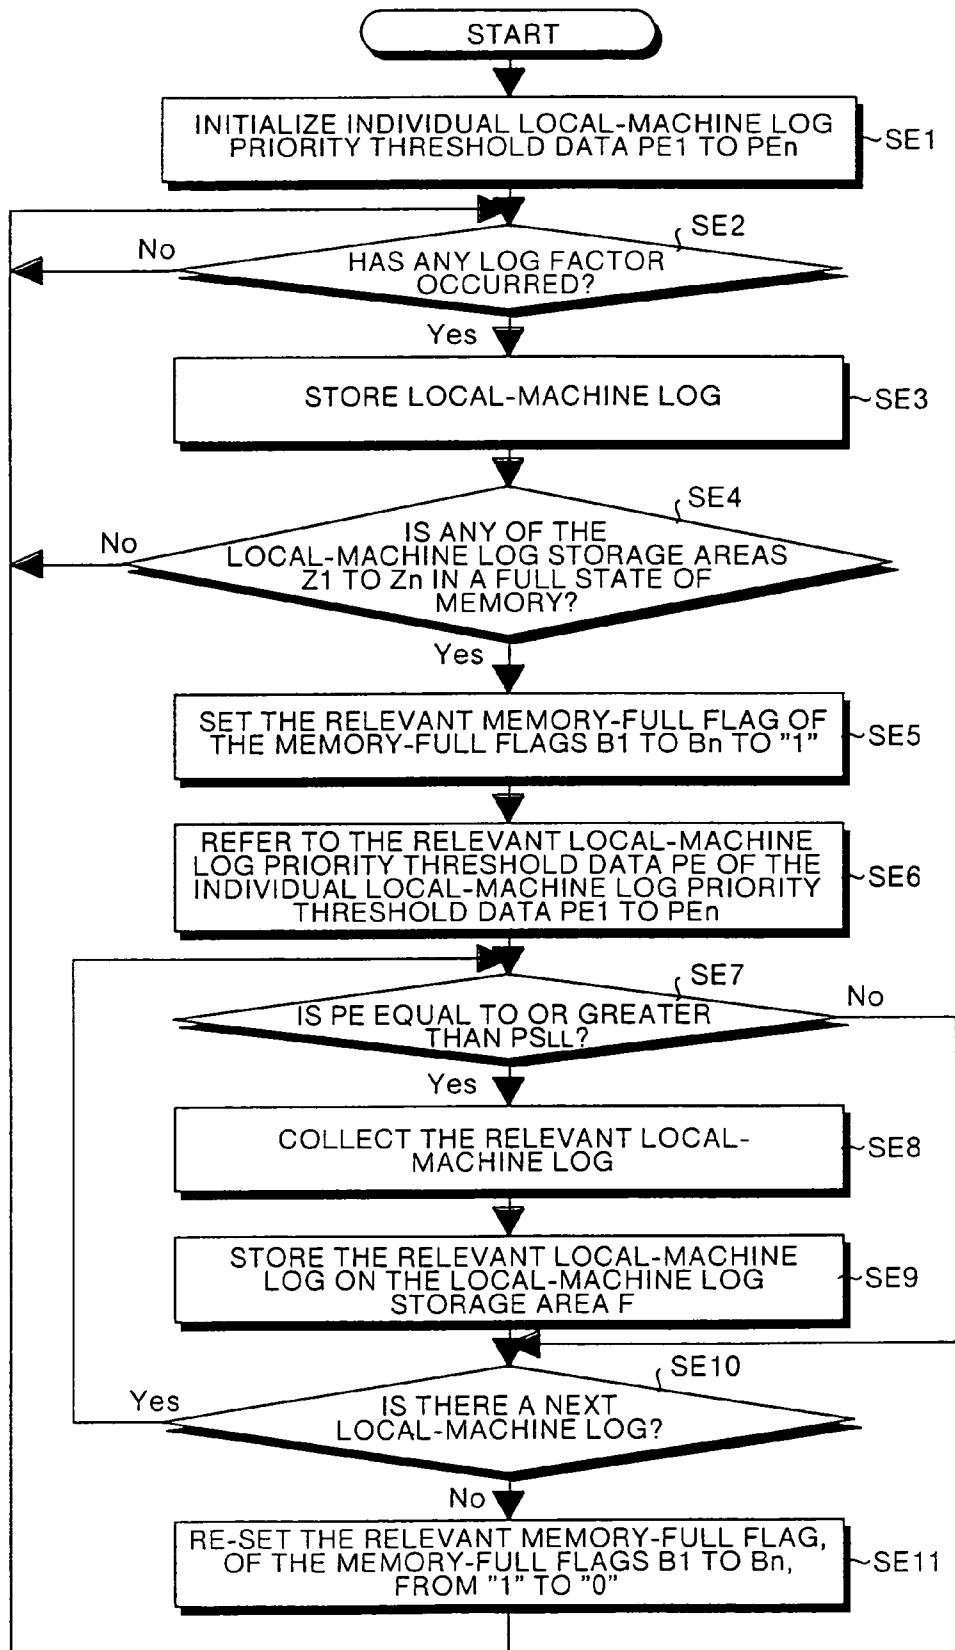 START
INITIALIZE INDIVIDUAL LOCAL-MACHINE LOG
PRIORITY THRESHOLD DATA PE1 TO PEn
~SE1
SE2
No
HAS ANY LOG FACTOR
OCCURRED?
Yes
STORE LOCAL-MACHINE LOG
~SE3
SE4
No
IS ANY OF THE
LOCAL-MACHINE LOG STORAGE AREAS
Z1 TO Zn IN A FULL STATE OF
MEMORY?
Yes
SET THE RELEVANT MEMORY-FULL FLAG OF
THE MEMORY-FULL FLAGS B1 TO Bn TO "1"
~SE5
REFER TO THE RELEVANT LOCAL-MACHINE
LOG PRIORITY THRESHOLD DATA PE OF THE
INDIVIDUAL LOCAL-MACHINE LOG PRIORITY
THRESHOLD DATA PE1 TO PEn
~SE6
SE7
No
IS PE EQUAL TO OR GREATER
THAN PSLL?
Yes
COLLECT THE RELEVANT LOCAL-
MACHINE LOG
~SE8
STORE THE RELEVANT LOCAL-MACHINE
LOG ON THE LOCAL-MACHINE LOG
STORAGE AREA F
~SE9
SE10
Yes
IS THERE A NEXT
LOCAL-MACHINE LOG?
No
RE-SET THE RELEVANT MEMORY-FULL FLAG,
OF THE MEMORY-FULL FLAGS B1 TO Bn,
FROM "1" TO "0"
~SE11